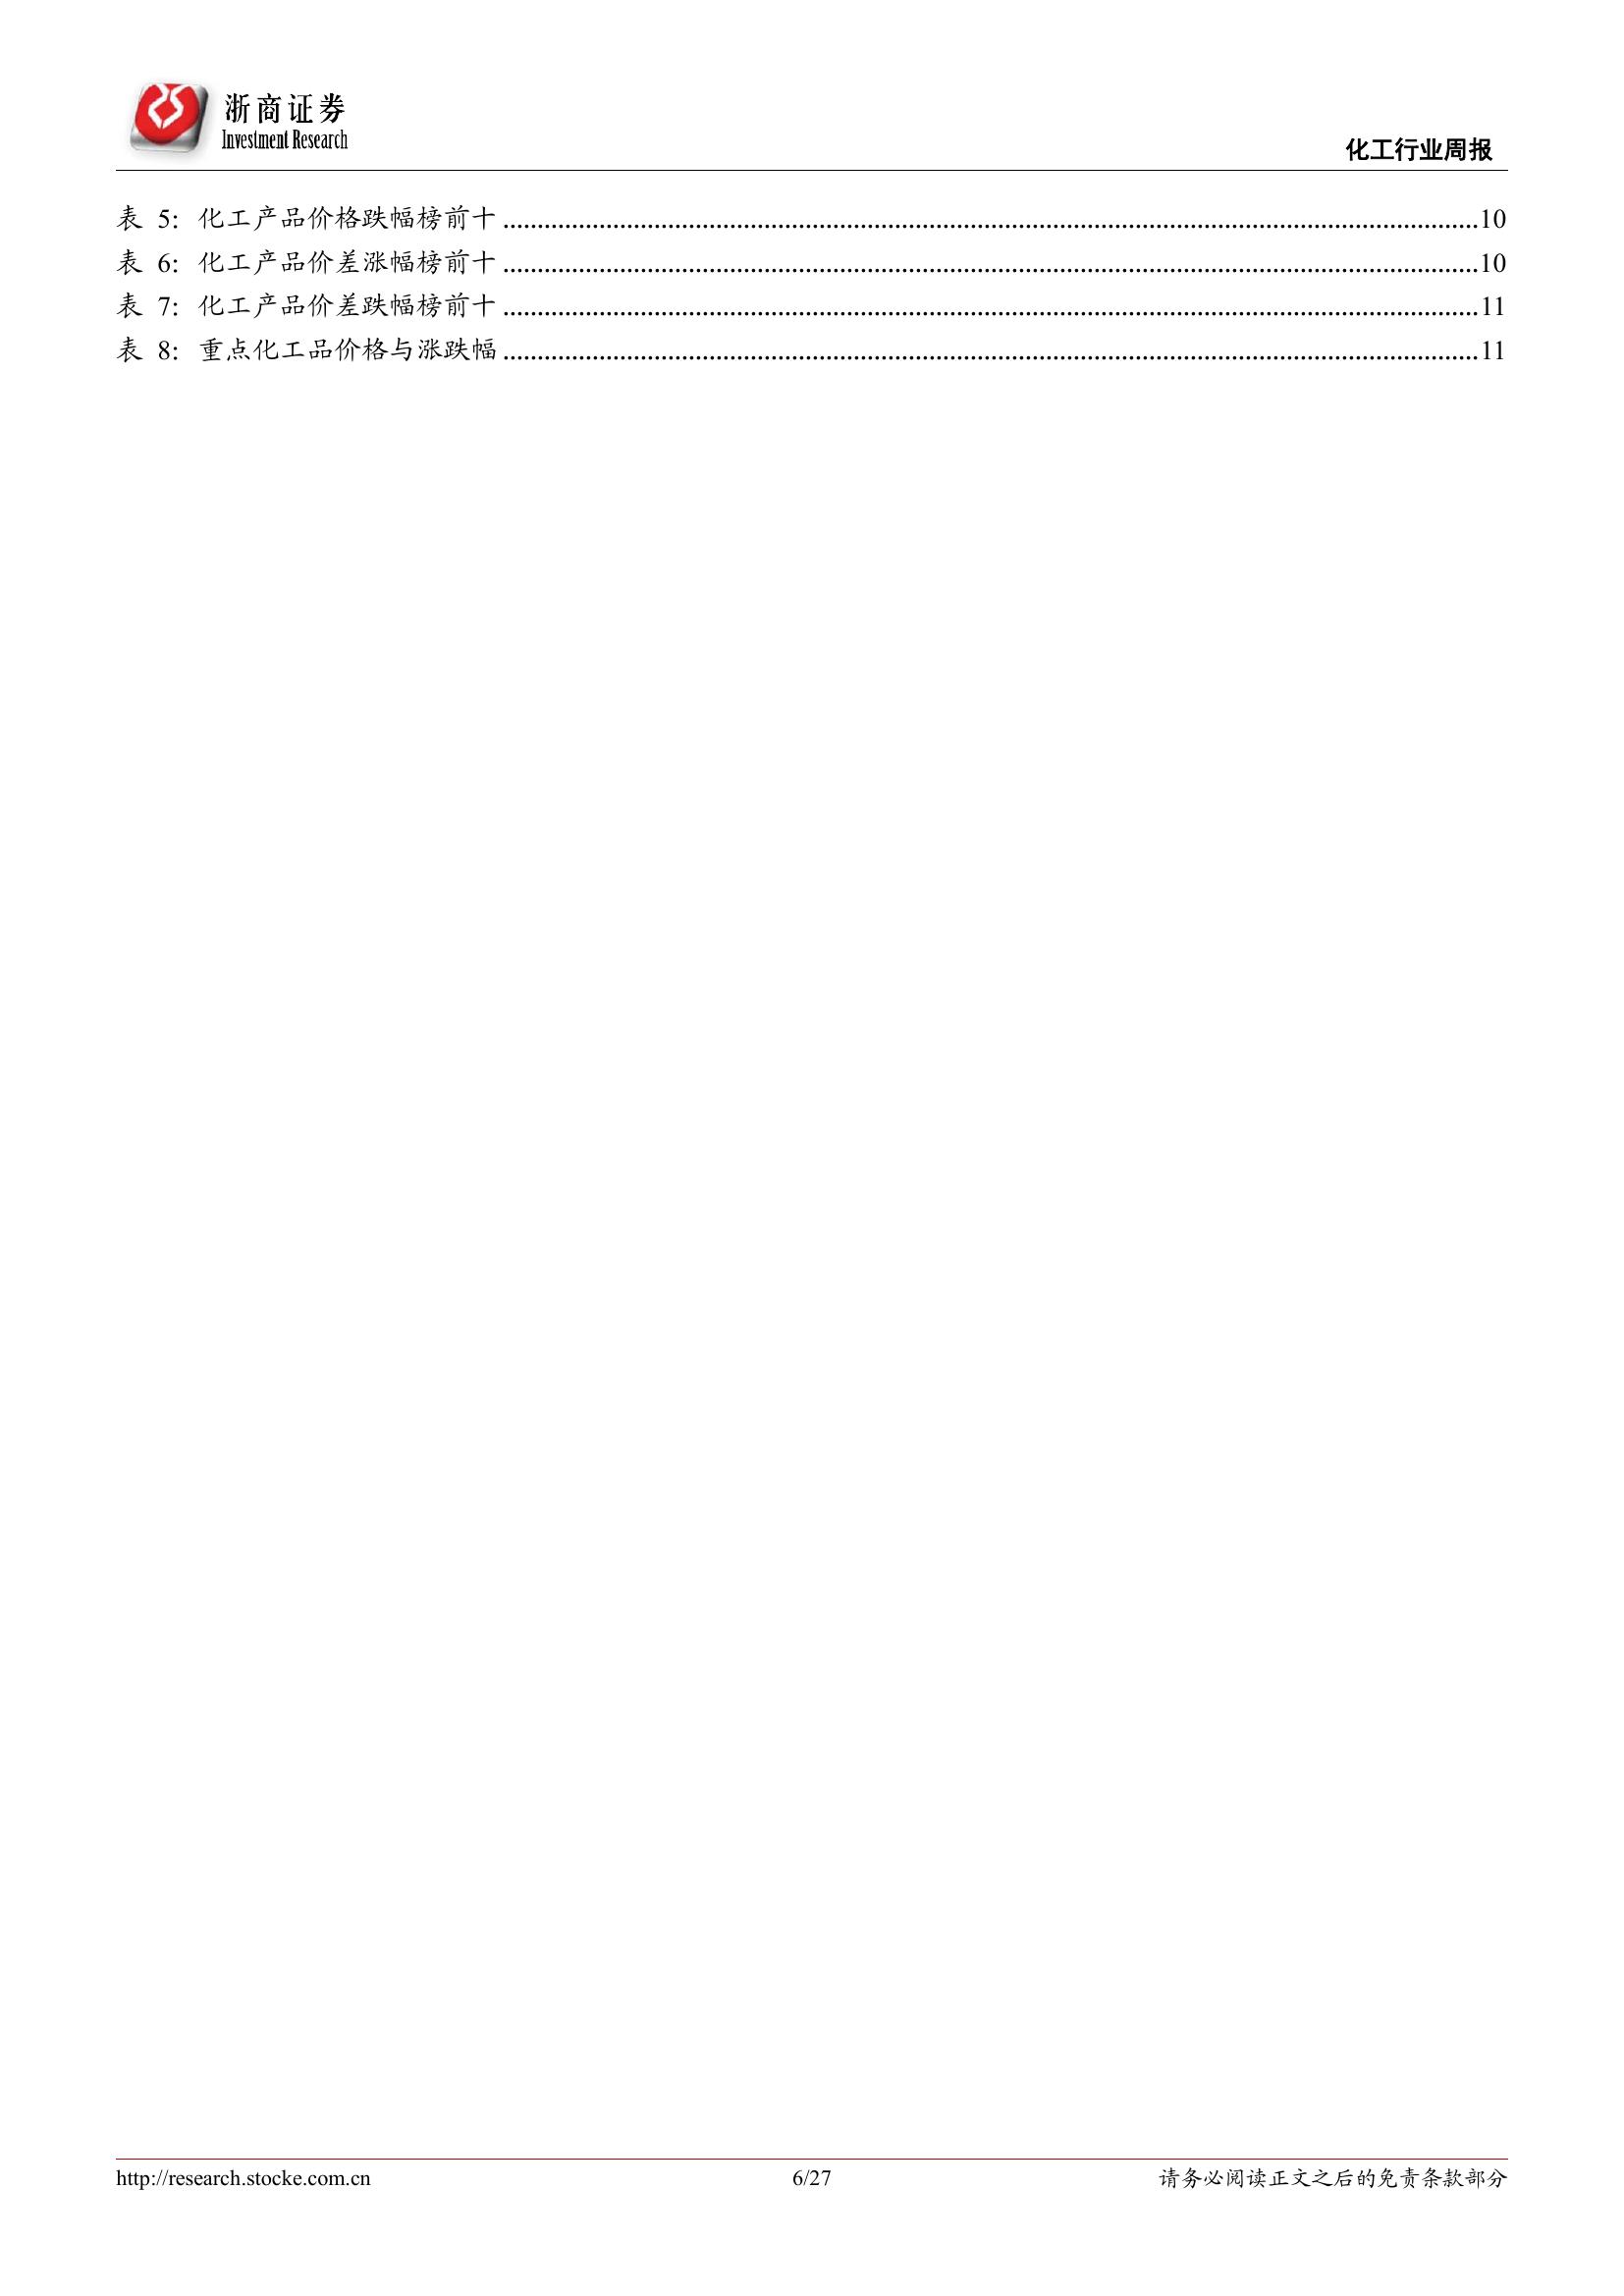 浙商证券
Investment Research
化工行业周报
表 5: 化工产品价格跌幅榜前十 ........................................................................................................................................................10
表 6: 化工产品价差涨幅榜前十 ........................................................................................................................................................10
表 7: 化工产品价差跌幅榜前十 ........................................................................................................................................................11
表 8: 重点化工品价格与涨跌幅 ........................................................................................................................................................11
http://research.stocke.com.cn 6/27 请务必阅读正文之后的免责条款部分